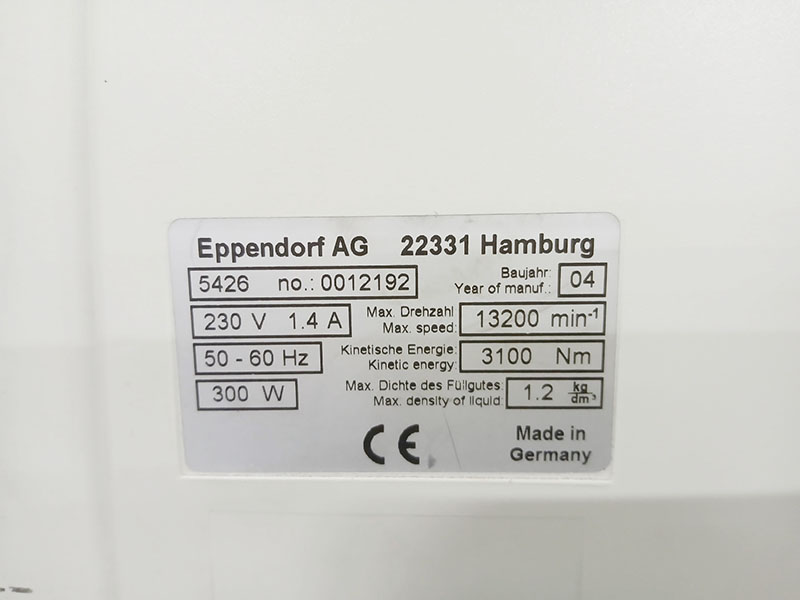 Eppendorf AG 22331 Hamburg
5426 no.: 0012192 Baujahr: 04
Year of manuf.:
230 V 1.4 A Max. Drehzahl 13200 min⁻¹
Max. speed:
50 - 60 Hz Kinetische Energie: 3100 Nm
Kinetic energy:
300 W Max. Dichte des Füllgutes: 1.2 kg/dm³
Max. density of liquid:
CE Made in
Germany